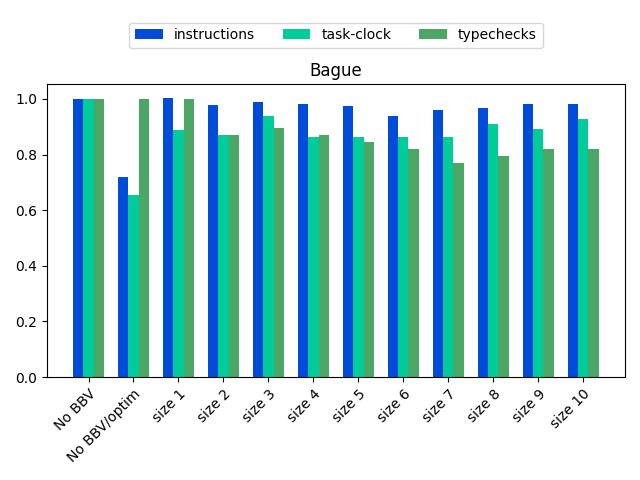 instructions task-clock typechecks
Bague
1.0
0.8
0.6
0.4
0.2
0.0
No BBV
No BBV/optim
size 1
size 2
size 3
size 4
size 5
size 6
size 7
size 8
size 9
size 10